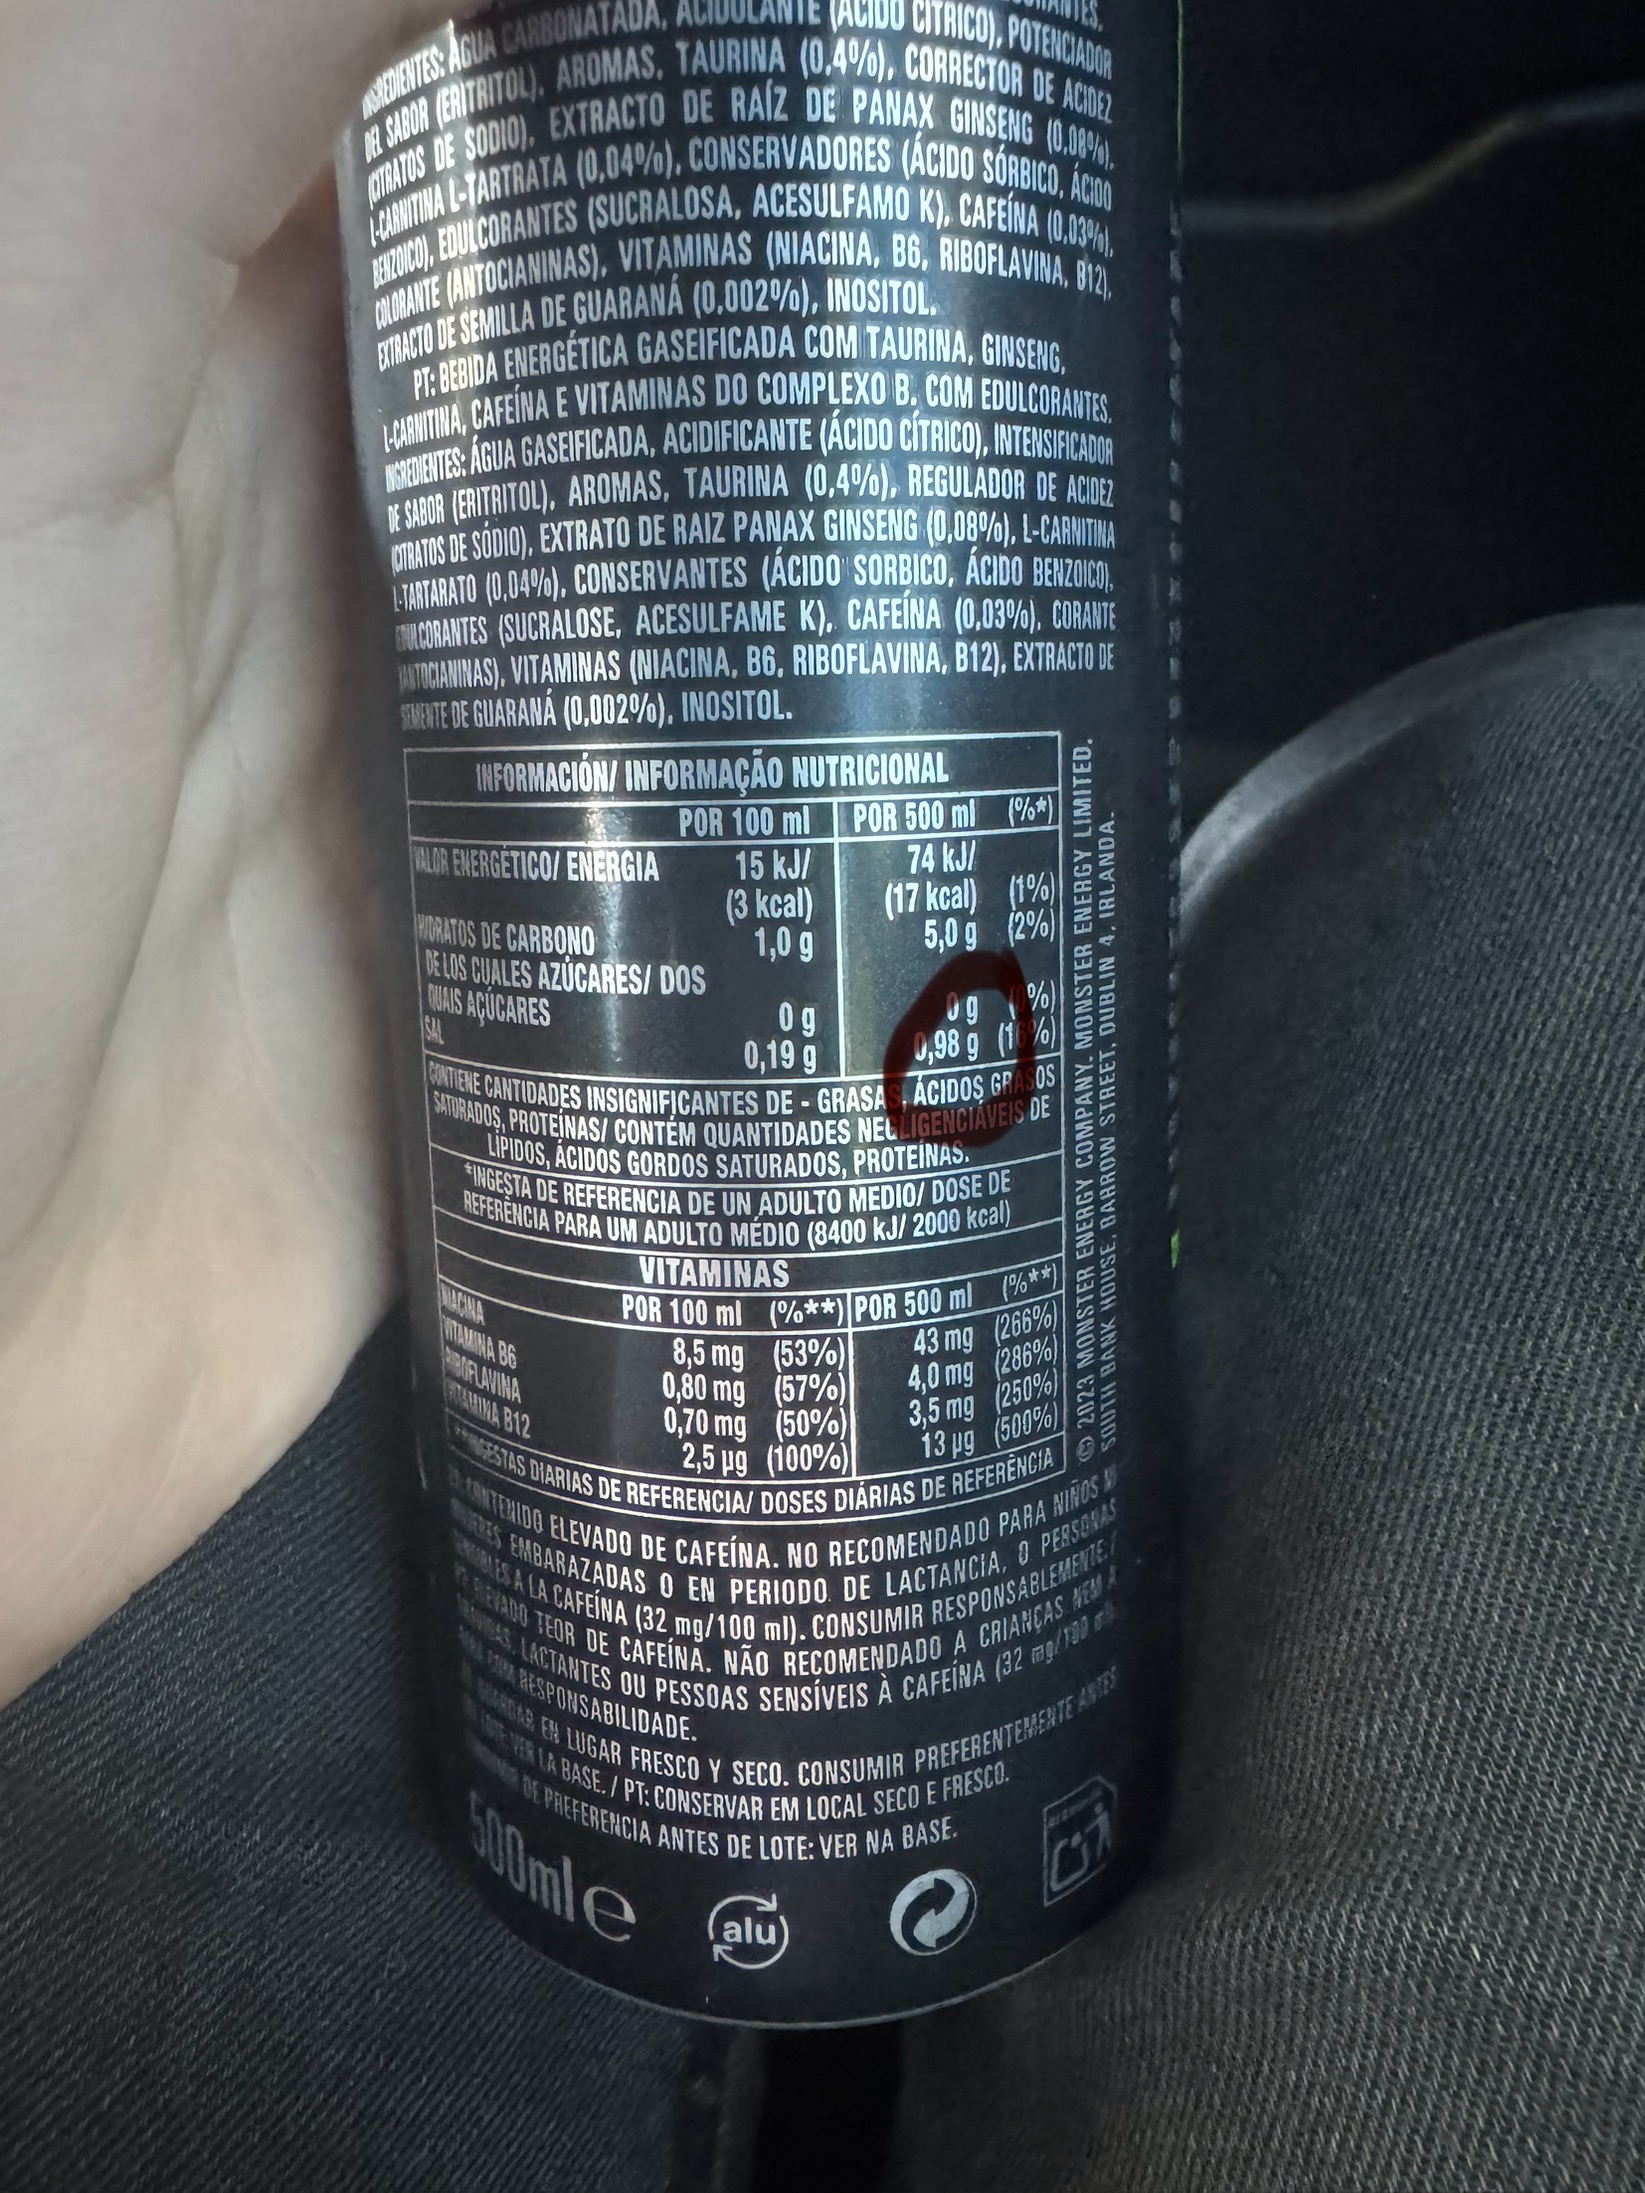 INGREDIENTES: AGUA CARBONATADA, ACIDULANTE (ÁCIDO CÍTRICO), POTENCIADOR
DEL SABOR (ERITRITOL), AROMAS, TAURINA (0,4%), CORRECTOR DE ACIDEZ
(CITRATOS DE SODIO), EXTRACTO DE RAÍZ DE PANAX GINSENG (0,08%),
L-CARNITINA L-TARTRATA (0,04%), CONSERVADORES (ÁCIDO SÓRBICO, ÁCIDO
BENZOICO), EDULCORANTES (SUCRALOSA, ACESULFAMO K), CAFEÍNA (0,03%),
COLORANTE (ANTOCIANINAS), VITAMINAS (NIACINA, B6, RIBOFLAVINA, B12),
EXTRACTO DE SEMILLA DE GUARANÁ (0,002%), INOSITOL.
PT: BEBIDA ENERGÉTICA GASEIFICADA COM TAURINA, GINSENG,
L-CARNITINA, CAFEÍNA E VITAMINAS DO COMPLEXO B. COM EDULCORANTES.
INGREDIENTES: ÁGUA GASEIFICADA, ACIDIFICANTE (ÁCIDO CÍTRICO), INTENSIFICADOR
DE SABOR (ERITRITOL), AROMAS, TAURINA (0,4%), REGULADOR DE ACIDEZ
(CITRATOS DE SÓDIO), EXTRATO DE RAIZ PANAX GINSENG (0,08%), L-CARNITINA
L-TARTARATO (0,04%), CONSERVANTES (ÁCIDO SORBICO, ÁCIDO BENZOICO),
EDULCORANTES (SUCRALOSE, ACESULFAME K), CAFEÍNA (0,03%), CORANTE
(ANTOCIANINAS), VITAMINAS (NIACINA, B6, RIBOFLAVINA, B12), EXTRACTO DE
SEMENTE DE GUARANÁ (0,002%), INOSITOL.
INFORMACIÓN/ INFORMAÇÃO NUTRICIONAL
POR 100 ml POR 500 ml (%*)
VALOR ENERGÉTICO/ ENERGIA 15 kJ/ 74 kJ/
(3 kcal) (17 kcal) (1%)
HIDRATOS DE CARBONO 1,0 g 5,0 g (2%)
DE LOS CUALES AZÚCARES/ DOS
QUAIS AÇÚCARES 0 g 0 g (0%)
SAL 0,19 g 0,98 g (16%)
CONTIENE CANTIDADES INSIGNIFICANTES DE - GRASAS, ÁCIDOS GRASOS
SATURADOS, PROTEÍNAS/ CONTÉM QUANTIDADES NEGLIGENCIÁVEIS DE
LÍPIDOS, ÁCIDOS GORDOS SATURADOS, PROTEÍNAS.
*INGESTA DE REFERENCIA DE UN ADULTO MEDIO/ DOSE DE
REFERÊNCIA PARA UM ADULTO MÉDIO (8400 kJ/ 2000 kcal)
VITAMINAS
POR 100 ml (%**) POR 500 ml (%**)
NIACINA 8,5 mg (53%) 43 mg (266%)
VITAMINA B6 0,80 mg (57%) 4,0 mg (286%)
RIBOFLAVINA 0,70 mg (50%) 3,5 mg (250%)
VITAMINA B12 2,5 µg (100%) 13 µg (500%)
INGESTAS DIARIAS DE REFERENCIA/ DOSES DIÁRIAS DE REFERÊNCIA
© 2023 MONSTER ENERGY COMPANY. MONSTER ENERGY LIMITED.
SOUTH BANK HOUSE, BARROW STREET, DUBLIN 4, IRLANDA.
CONTENIDO ELEVADO DE CAFEÍNA. NO RECOMENDADO PARA NIÑOS NI
EMBARAZADAS O EN PERIODO DE LACTANCIA, O PERSONAS
A LA CAFEÍNA (32 mg/100 ml). CONSUMIR RESPONSABLEMENTE./
TEOR DE CAFEÍNA. NÃO RECOMENDADO A CRIANÇAS NEM A
LACTANTES OU PESSOAS SENSÍVEIS À CAFEÍNA (32 mg/100 ml).
RESPONSABILIDADE.
EN LUGAR FRESCO Y SECO. CONSUMIR PREFERENTEMENTE ANTES
LA BASE. / PT: CONSERVAR EM LOCAL SECO E FRESCO.
DE PREFERENCIA ANTES DE LOTE: VER NA BASE.
500ml e
alu